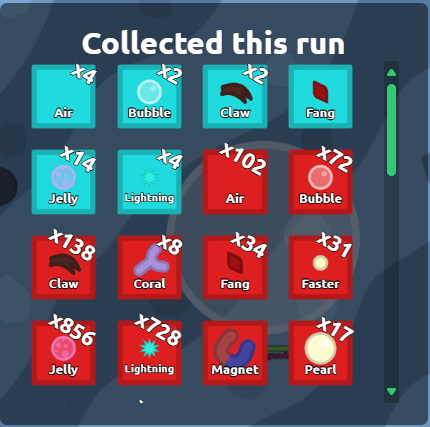 Collected this run
x4
Air
x2
Bubble
x2
Claw
Fang
x14
Jelly
x4
Lightning
x102
Air
x72
Bubble
x138
Claw
x8
Coral
x34
Fang
x31
Faster
x856
Jelly
x728
Lightning
Magnet
x17
Pearl